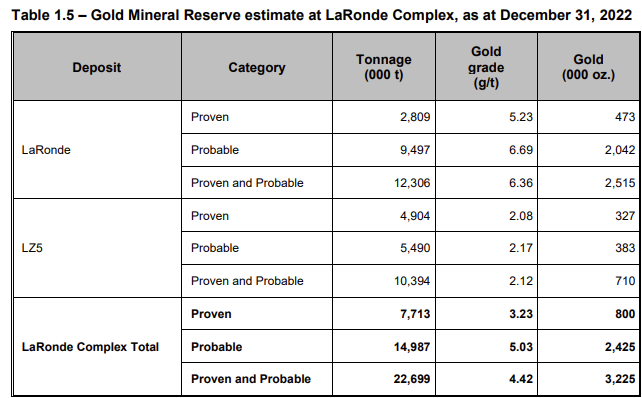 Table 1.5 – Gold Mineral Reserve estimate at LaRonde Complex, as at December 31, 2022
Deposit Category Tonnage (000 t) Gold grade (g/t) Gold (000 oz.)
LaRonde
Proven 2,809 5.23 473
Probable 9,497 6.69 2,042
Proven and Probable 12,306 6.36 2,515
LZ5
Proven 4,904 2.08 327
Probable 5,490 2.17 383
Proven and Probable 10,394 2.12 710
LaRonde Complex Total
Proven 7,713 3.23 800
Probable 14,987 5.03 2,425
Proven and Probable 22,699 4.42 3,225